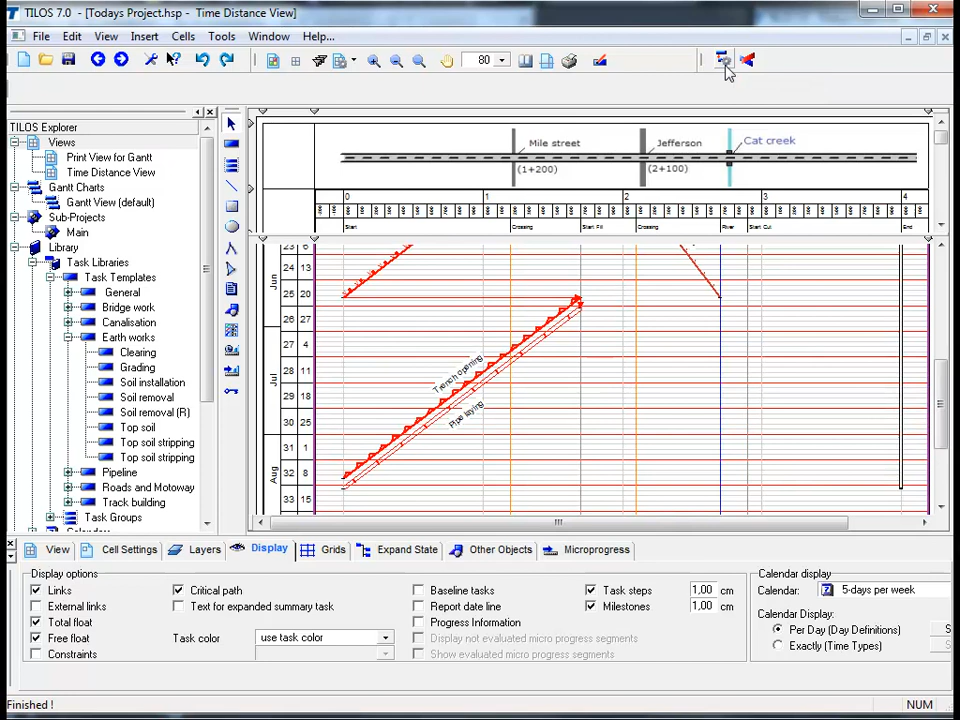 TILOS 7.0 - [Todays Project.hsp - Time Distance View]
File Edit View Insert Cells Tools Window Help...
80
TILOS Explorer
Views
Print View for Gantt
Time Distance View
Gantt Charts
Gantt View (default)
Sub-Projects
Main
Library
Task Libraries
Task Templates
General
Bridge work
Canalisation
Earth works
Clearing
Grading
Soil installation
Soil removal
Soil removal (R)
Top soil
Top soil stripping
Top soil stripping
Pipeline
Roads and Motoway
Track building
Task Groups
Mile street
(1+200)
Jefferson
(2+100)
Cat creek
0 1 2 3 4
Start Crossing Start Fill Crossing River Start Cut End
Jun
Jul
Aug
23 6
24 13
25 20
26 27
27 4
28 11
29 18
30 25
31 1
32 8
33 15
Trench opening
Pipe laying
View Cell Settings Layers Display Grids Expand State Other Objects Microprogress
Display options
Links
External links
Total float
Free float
Constraints
Critical path
Text for expanded summary task
Task color
use task color
Baseline tasks
Report date line
Progress Information
Display not evaluated micro progress segments
Show evaluated micro progress segments
Task steps 1,00 cm
Milestones 1,00 cm
Calendar display
Calendar: 5-days per week
Calendar Display:
Per Day (Day Definitions)
Exactly (Time Types)
Finished !
NUM